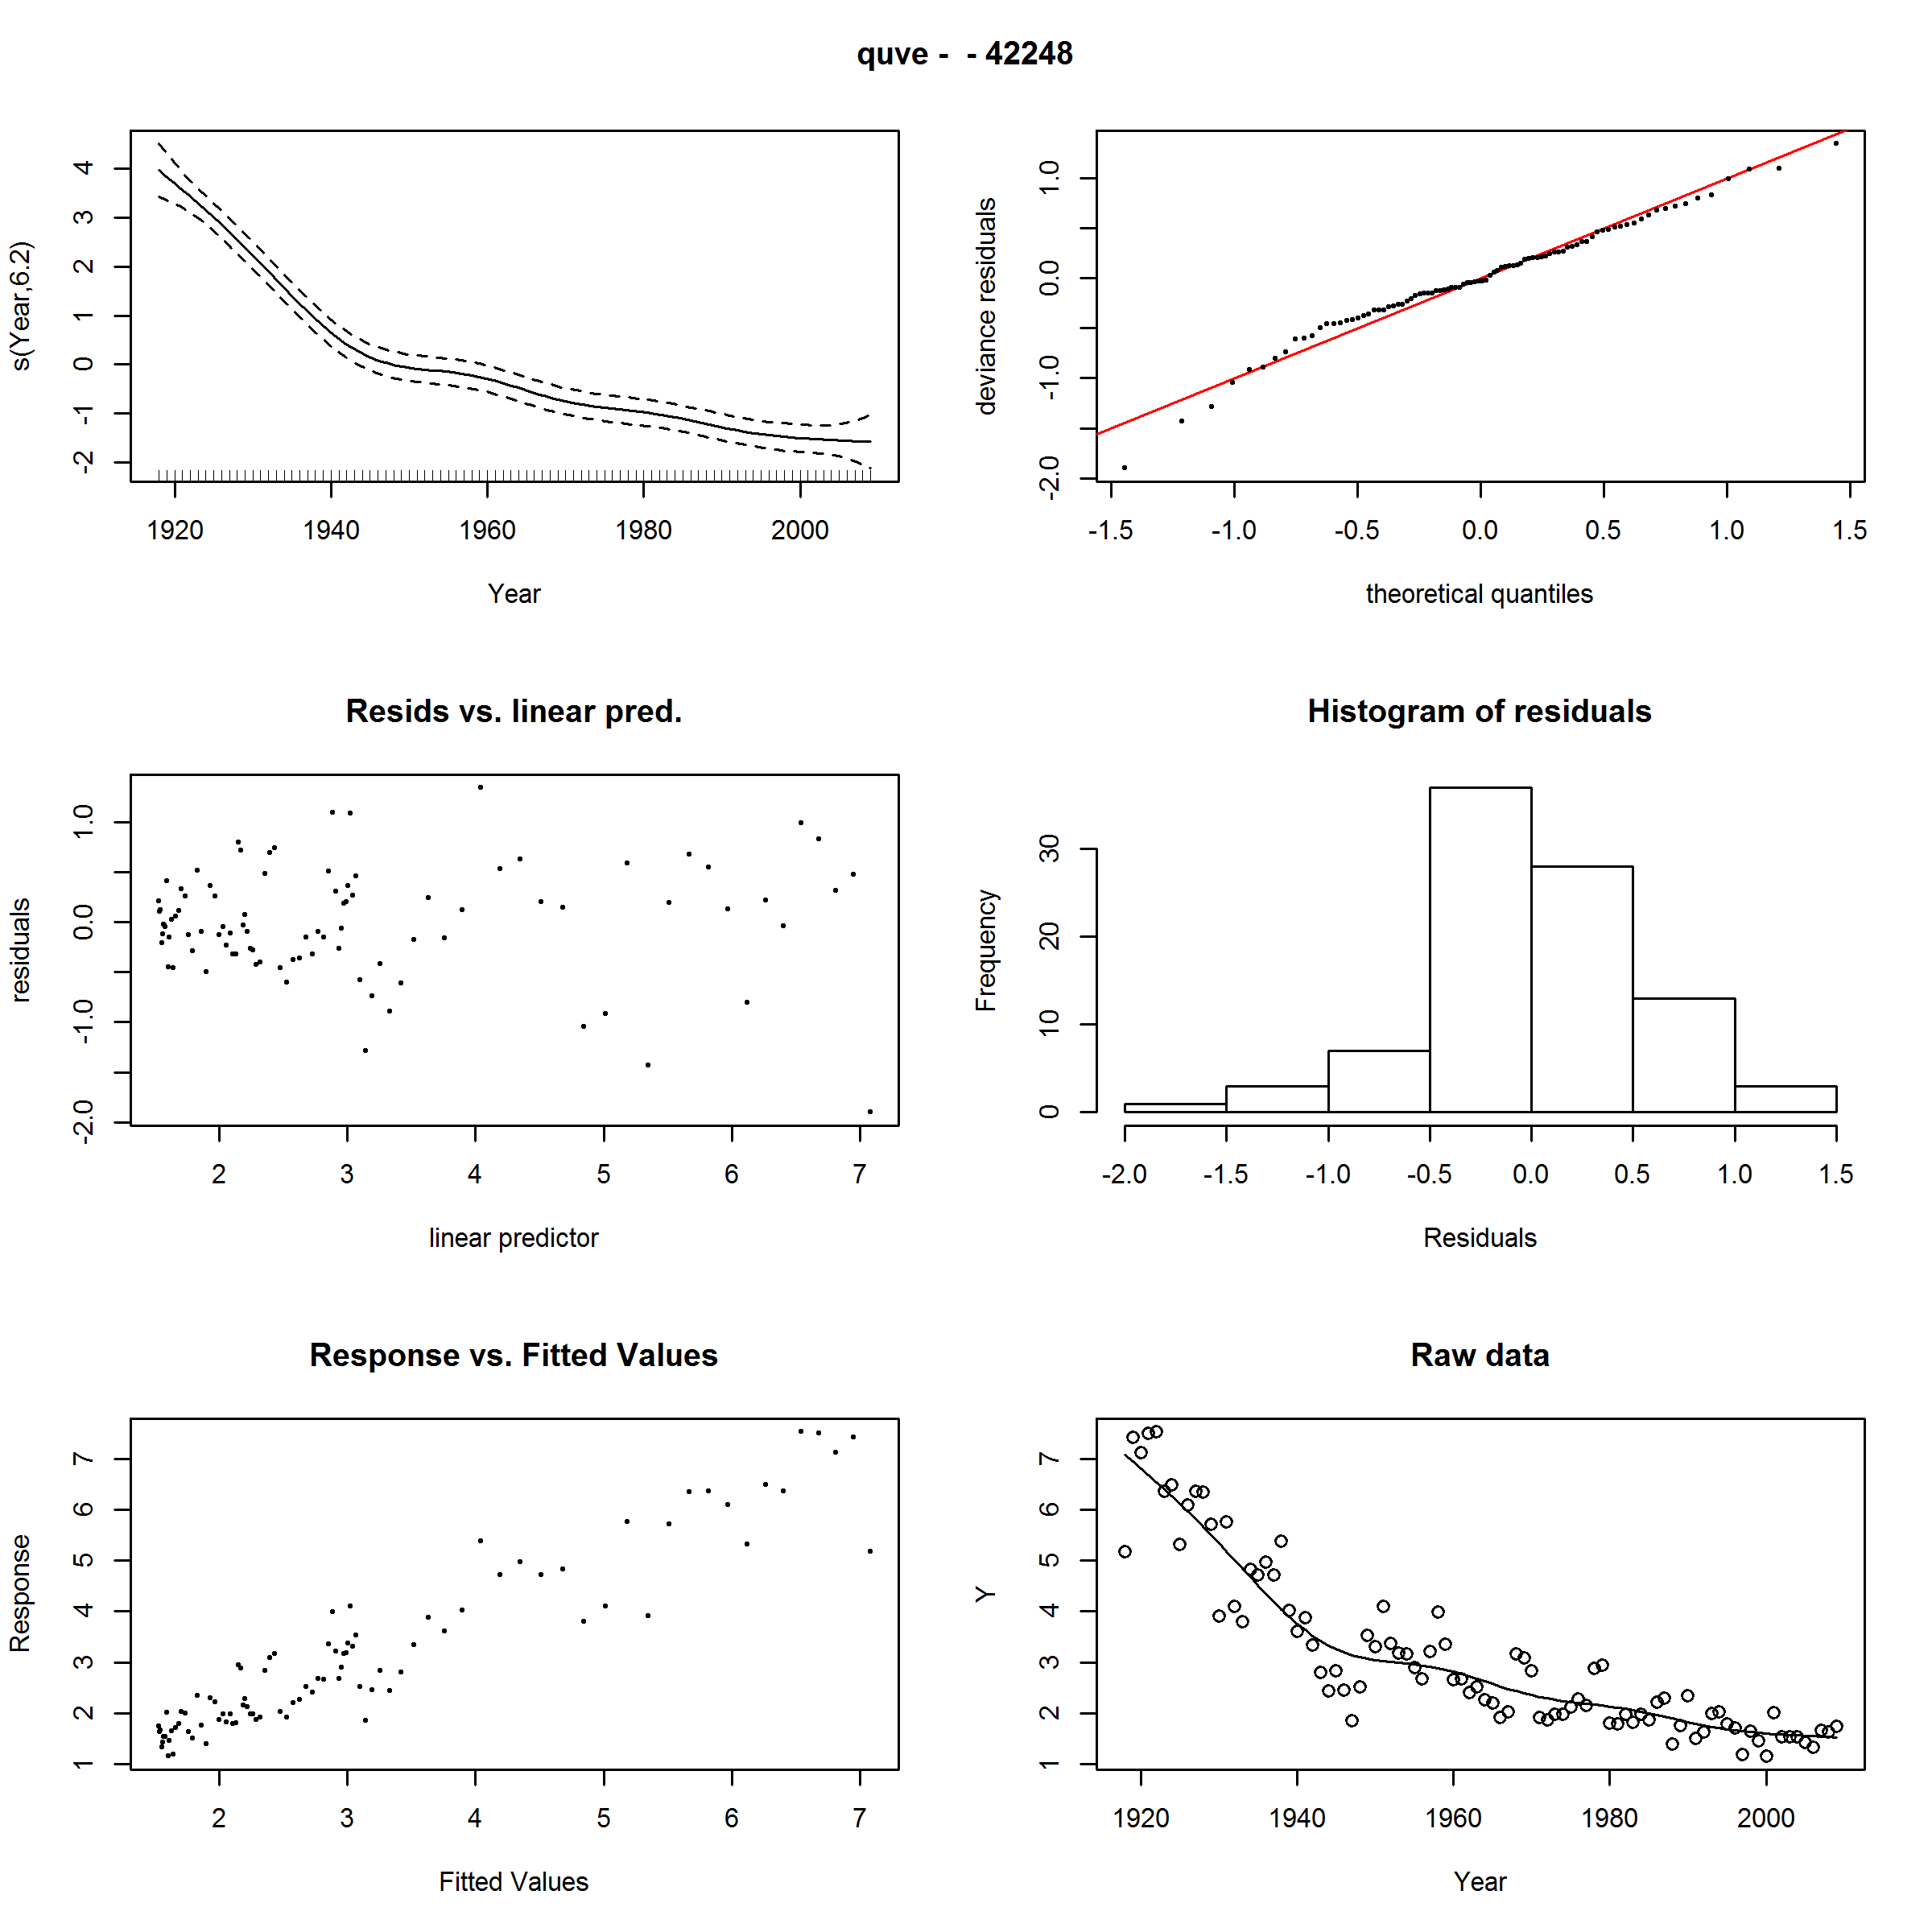 quve -  - 42248
s(Year,6.2)
4
3
2
1
0
-1
-2
1920 1940 1960 1980 2000
Year
deviance residuals
1.0
0.0
-1.0
-2.0
-1.5 -1.0 -0.5 0.0 0.5 1.0 1.5
theoretical quantiles
Resids vs. linear pred.
residuals
1.0
0.0
-1.0
-2.0
2 3 4 5 6 7
linear predictor
Histogram of residuals
Frequency
30
20
10
0
-2.0 -1.5 -1.0 -0.5 0.0 0.5 1.0 1.5
Residuals
Response vs. Fitted Values
Response
7
6
5
4
3
2
1
2 3 4 5 6 7
Fitted Values
Raw data
Y
7
6
5
4
3
2
1
1920 1940 1960 1980 2000
Year